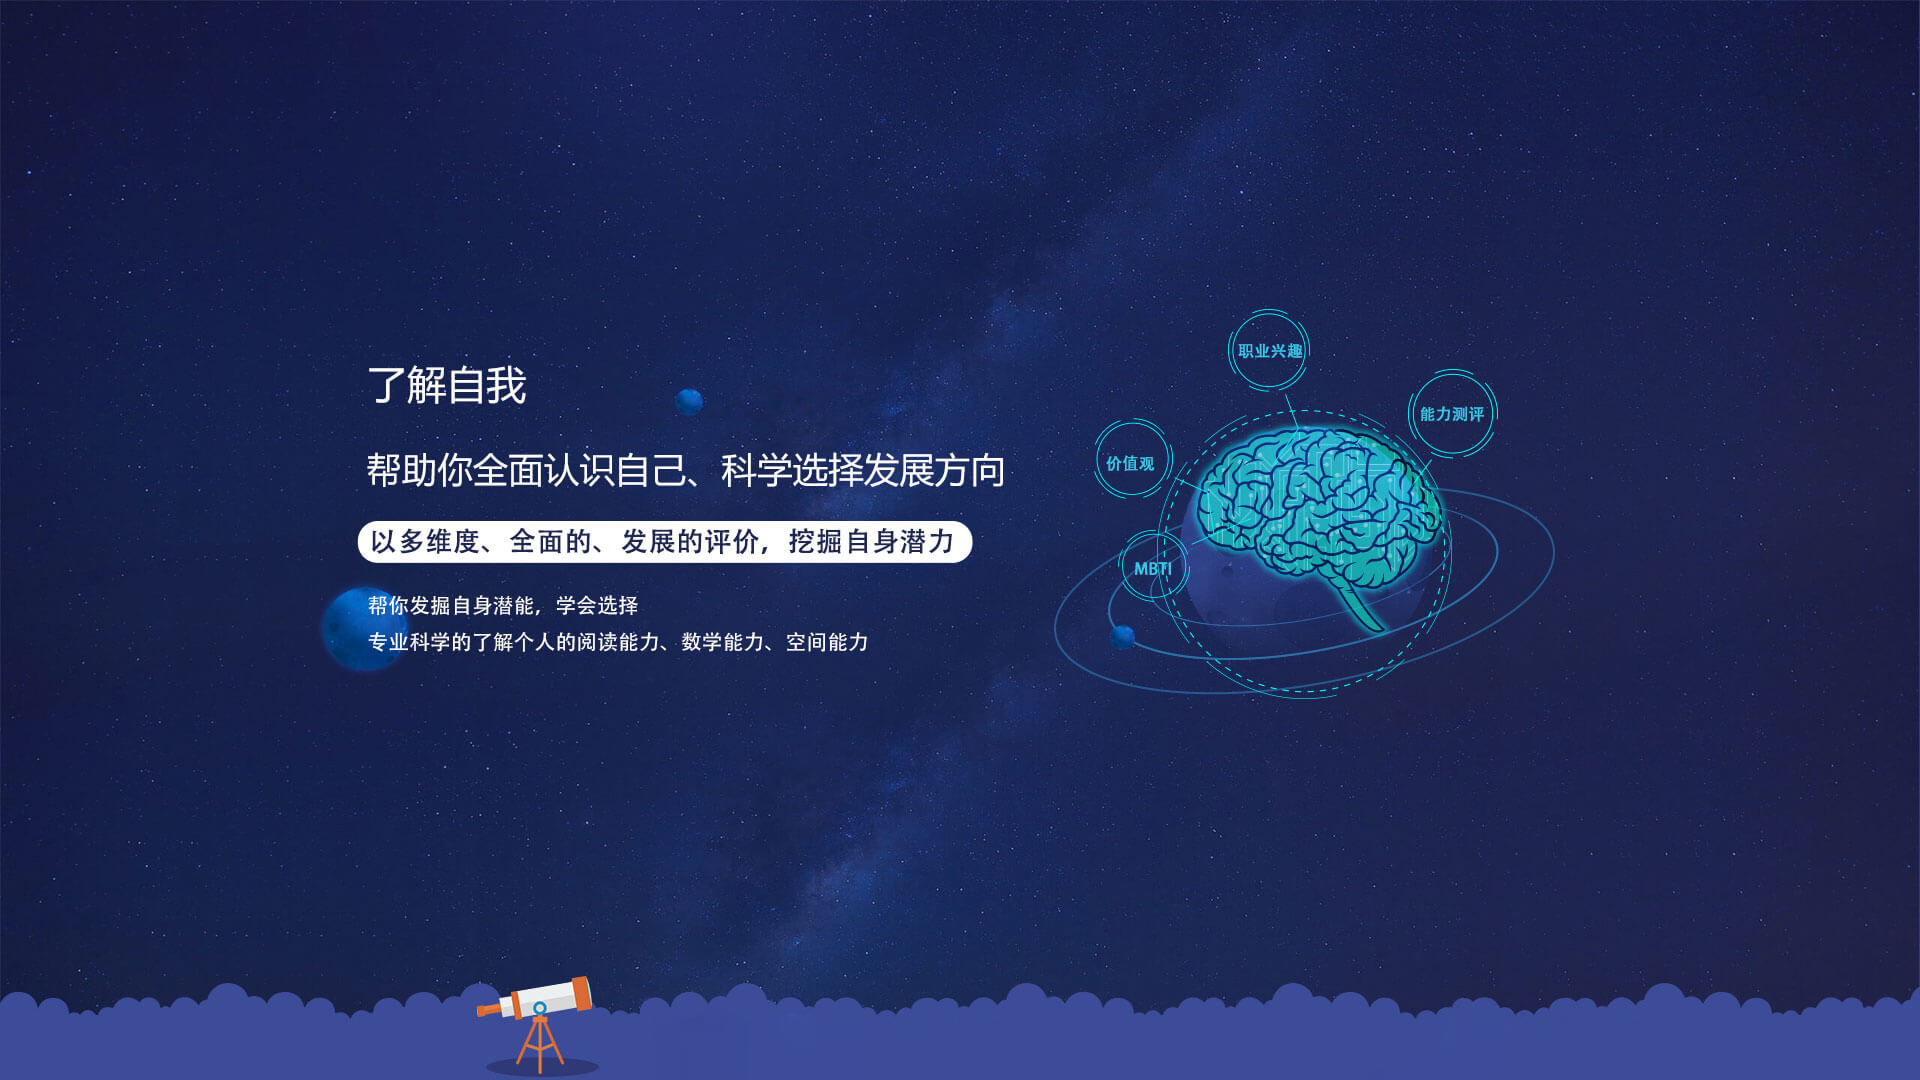 了解自我
帮助你全面认识自己、科学选择发展方向
以多维度、全面的、发展的评价，挖掘自身潜力
帮你发掘自身潜能，学会选择
专业科学的了解个人的阅读能力、数学能力、空间能力
职业兴趣
能力测评
价值观
MBTI